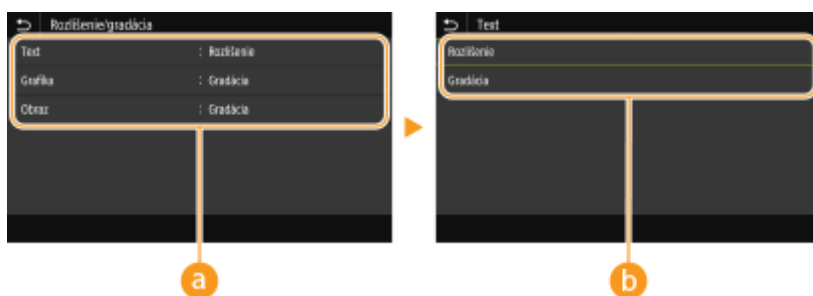 Rozlíšenie/gradácia
Text : Rozlíšenie
Grafika : Gradácia
Obraz : Gradácia
a
Text
Rozlíšenie
Gradácia
b